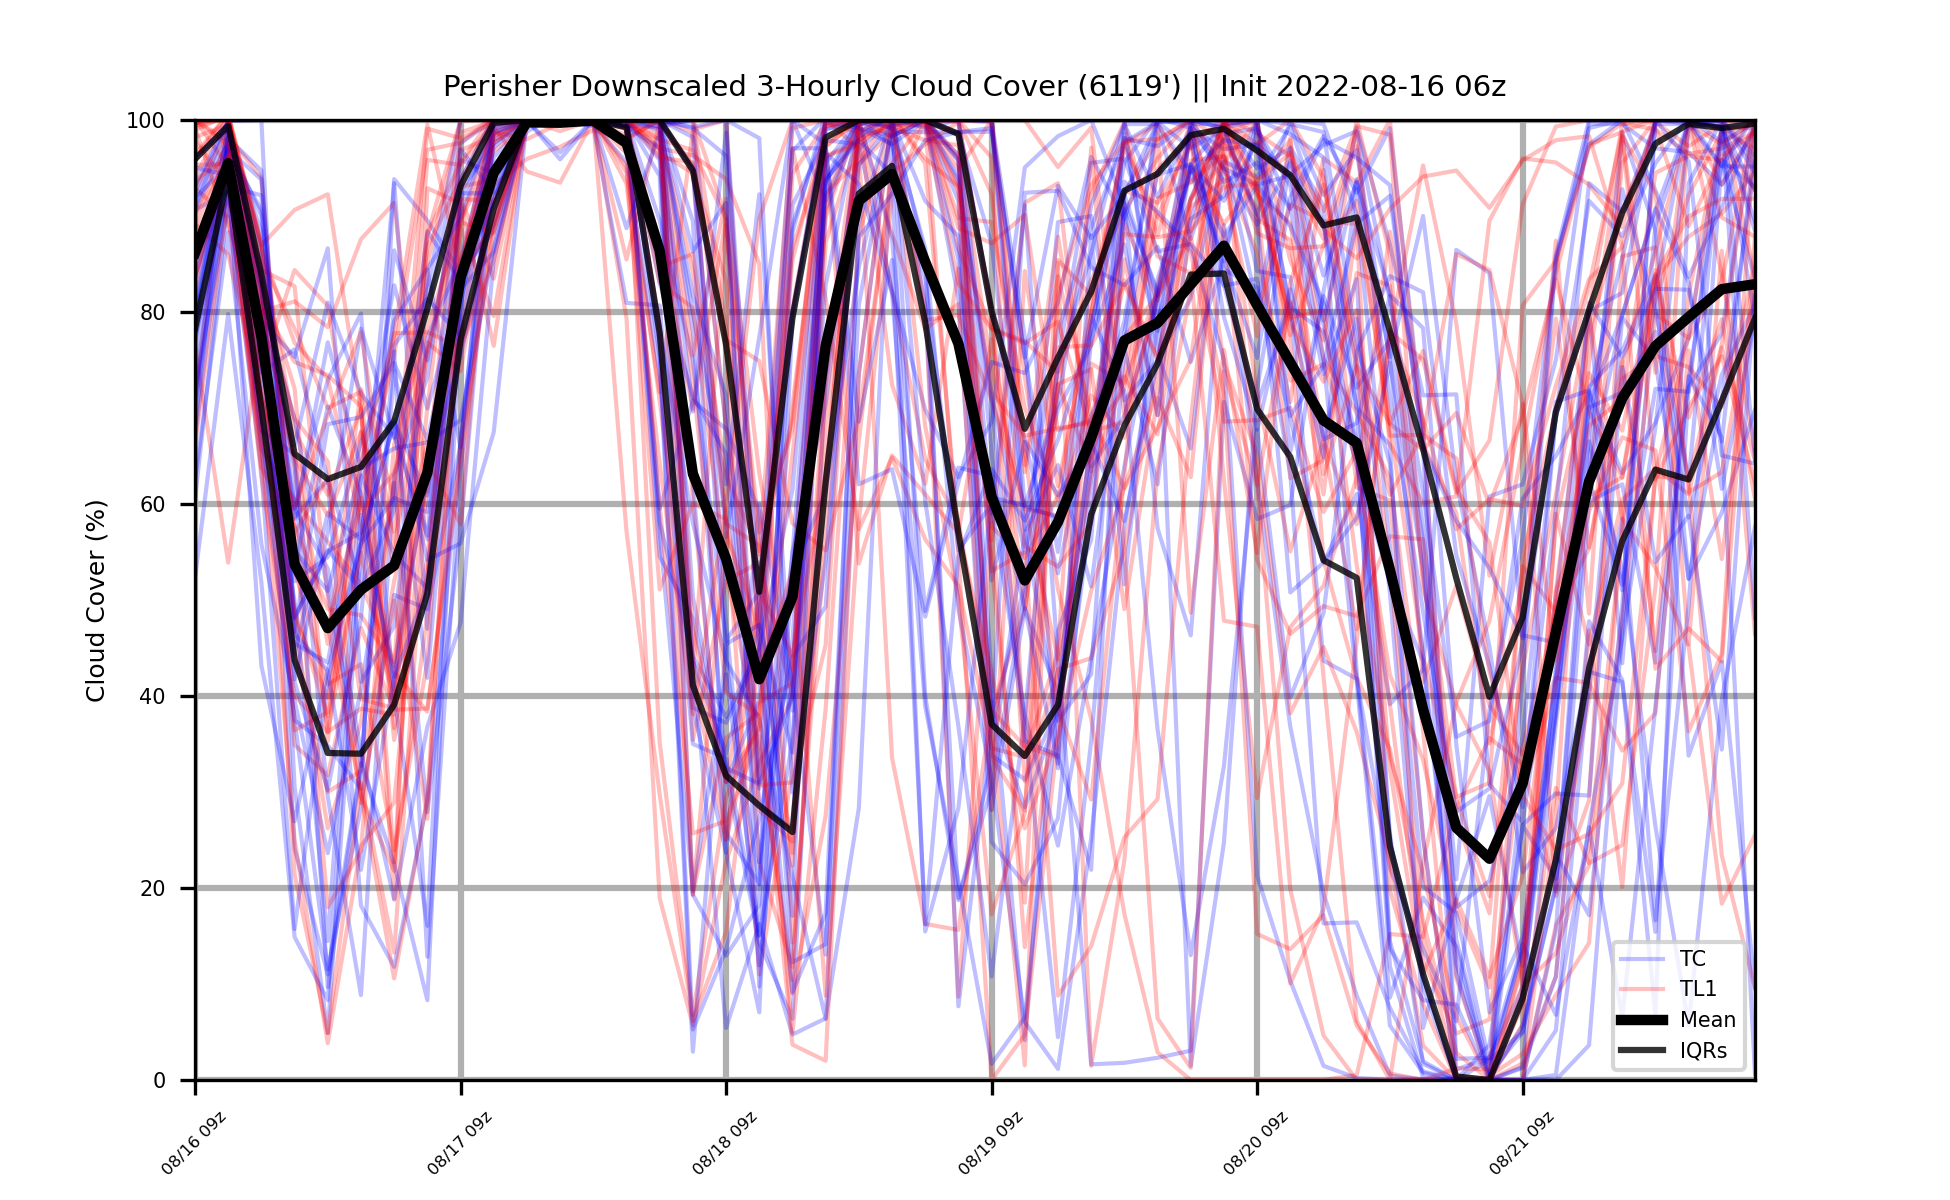 Perisher Downscaled 3-Hourly Cloud Cover (6119') || Init 2022-08-16 06z
100
80
60
40
20
0
Cloud Cover (%)
TC
TL1
Mean
IQRs
08/16 09z
08/17 09z
08/18 09z
08/19 09z
08/20 09z
08/21 09z